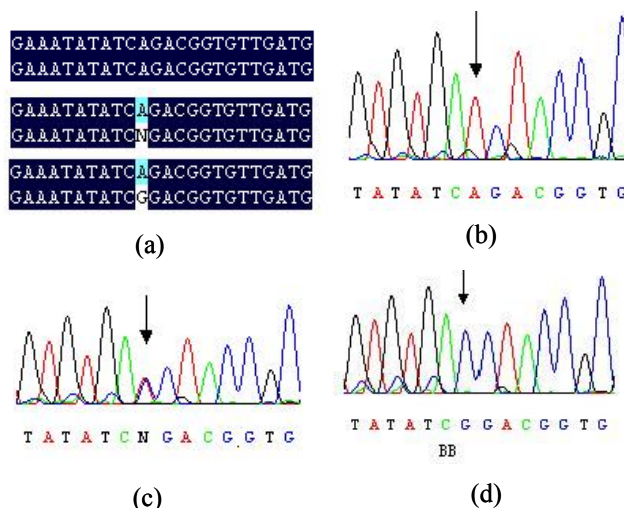 GAAATATATCAGACGGTGTTGATG
GAAATATATCAGACGGTGTTGATG
GAAATATATCAGACGGTGTTGATG
GAAATATATCNGACGGTGTTGATG
GAAATATATCAGACGGTGTTGATG
GAAATATATCGGACGGTGTTGATG
(a)
T A T A T C A G A C G G T G
(b)
T A T A T C N G A C G G T G
(c)
T A T A T C G G A C G G T G
BB
(d)